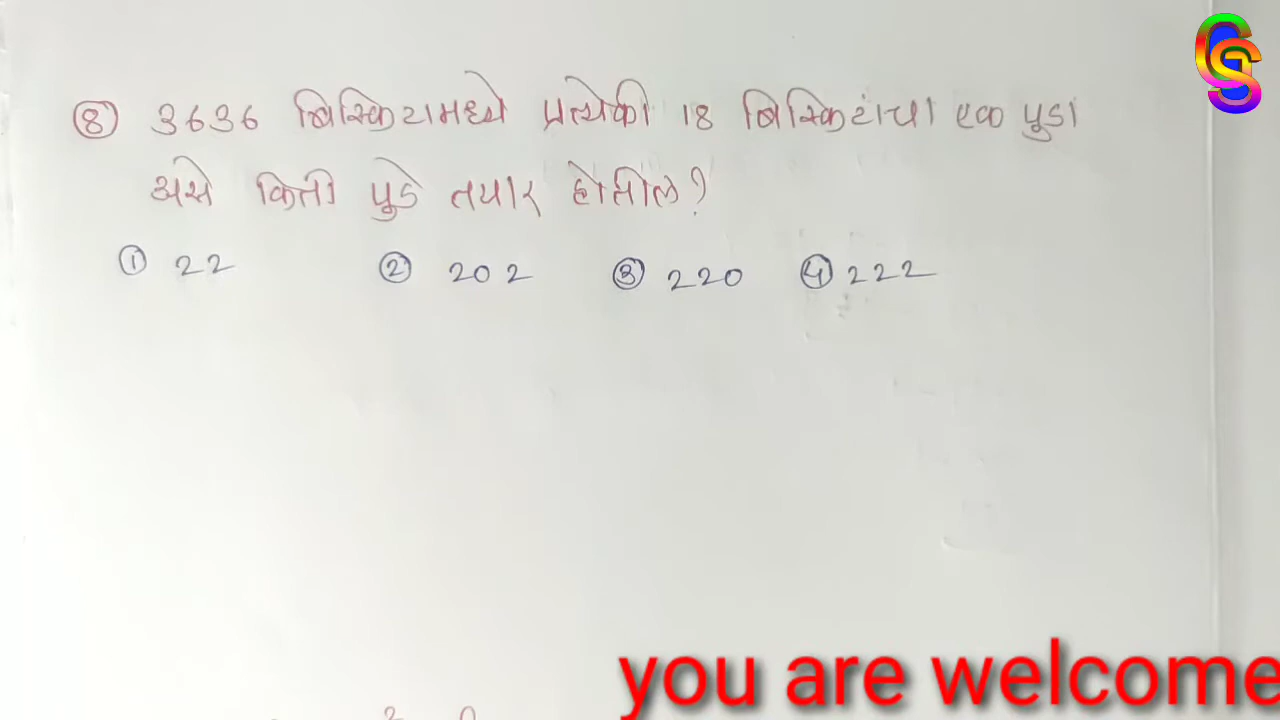 ⑧ 3636 बिस्किटामध्ये प्रत्येकी 18 बिस्किटांचा एक पुडा
असे किती पुडे तयार होतील?
① 22 ② 202 ③ 220 ④ 222
you are welcome